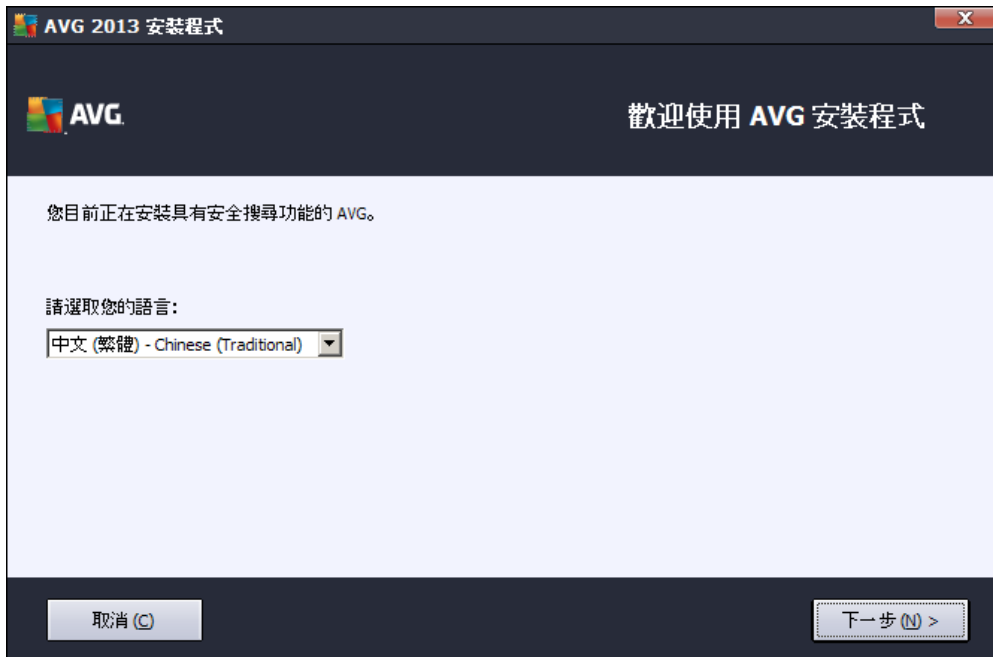 AVG 2013 安裝程式
AVG.
歡迎使用 AVG 安裝程式
您目前正在安裝具有安全搜尋功能的 AVG。
請選取您的語言:
中文 (繁體) - Chinese (Traditional)
取消 (C)
下一步 (N) >